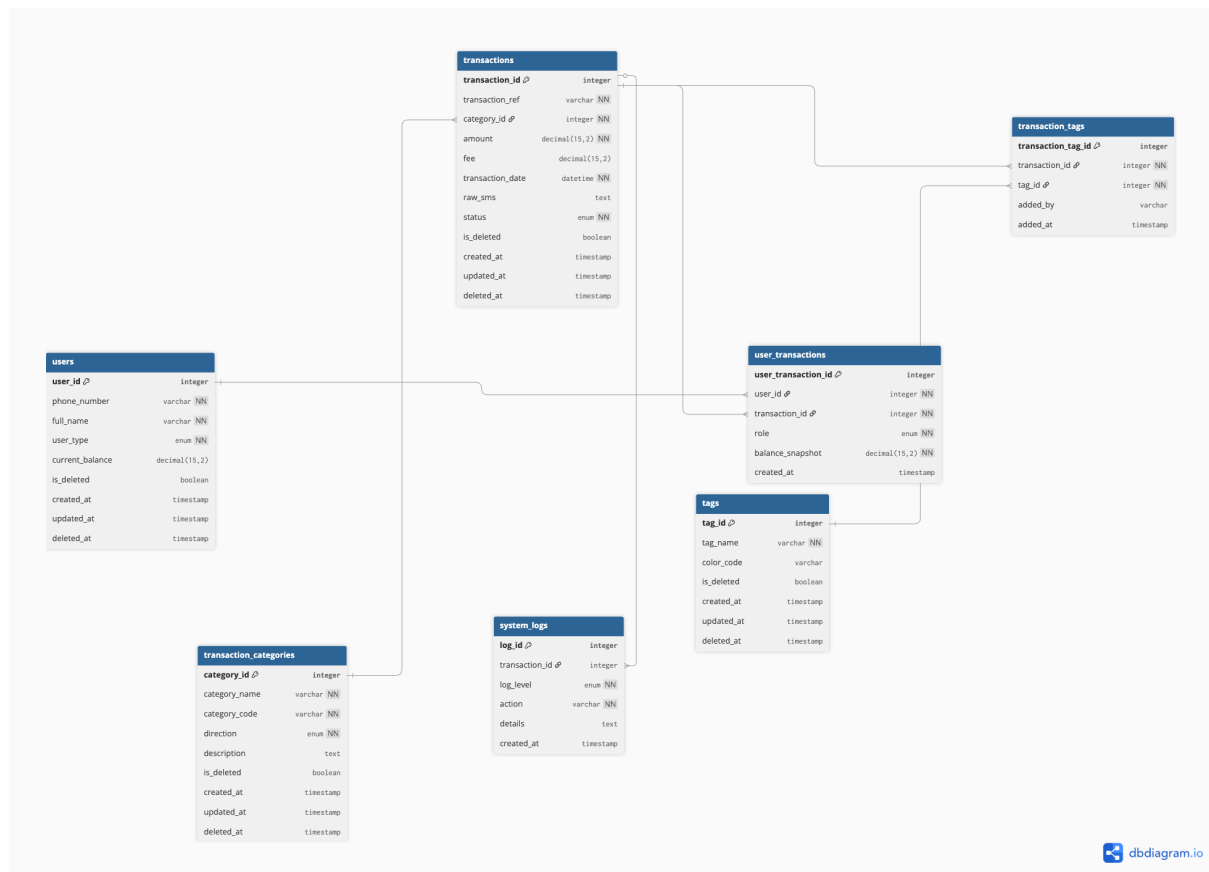 transactions
transaction_id integer
transaction_ref varchar NN
category_id integer NN
amount decimal(15,2) NN
fee decimal(15,2)
transaction_date datetime NN
raw_sms text
status enum NN
is_deleted boolean
created_at timestamp
updated_at timestamp
deleted_at timestamp
transaction_tags
transaction_tag_id integer
transaction_id integer NN
tag_id integer NN
added_by varchar
added_at timestamp
users
user_id integer
phone_number varchar NN
full_name varchar NN
user_type enum NN
current_balance decimal(15,2)
is_deleted boolean
created_at timestamp
updated_at timestamp
deleted_at timestamp
user_transactions
user_transaction_id integer
user_id integer NN
transaction_id integer NN
role enum NN
balance_snapshot decimal(15,2) NN
created_at timestamp
tags
tag_id integer
tag_name varchar NN
color_code varchar
is_deleted boolean
created_at timestamp
updated_at timestamp
deleted_at timestamp
system_logs
log_id integer
transaction_id integer
log_level enum NN
action varchar NN
details text
created_at timestamp
transaction_categories
category_id integer
category_name varchar NN
category_code varchar NN
direction enum NN
description text
is_deleted boolean
created_at timestamp
updated_at timestamp
deleted_at timestamp
dbdiagram.io